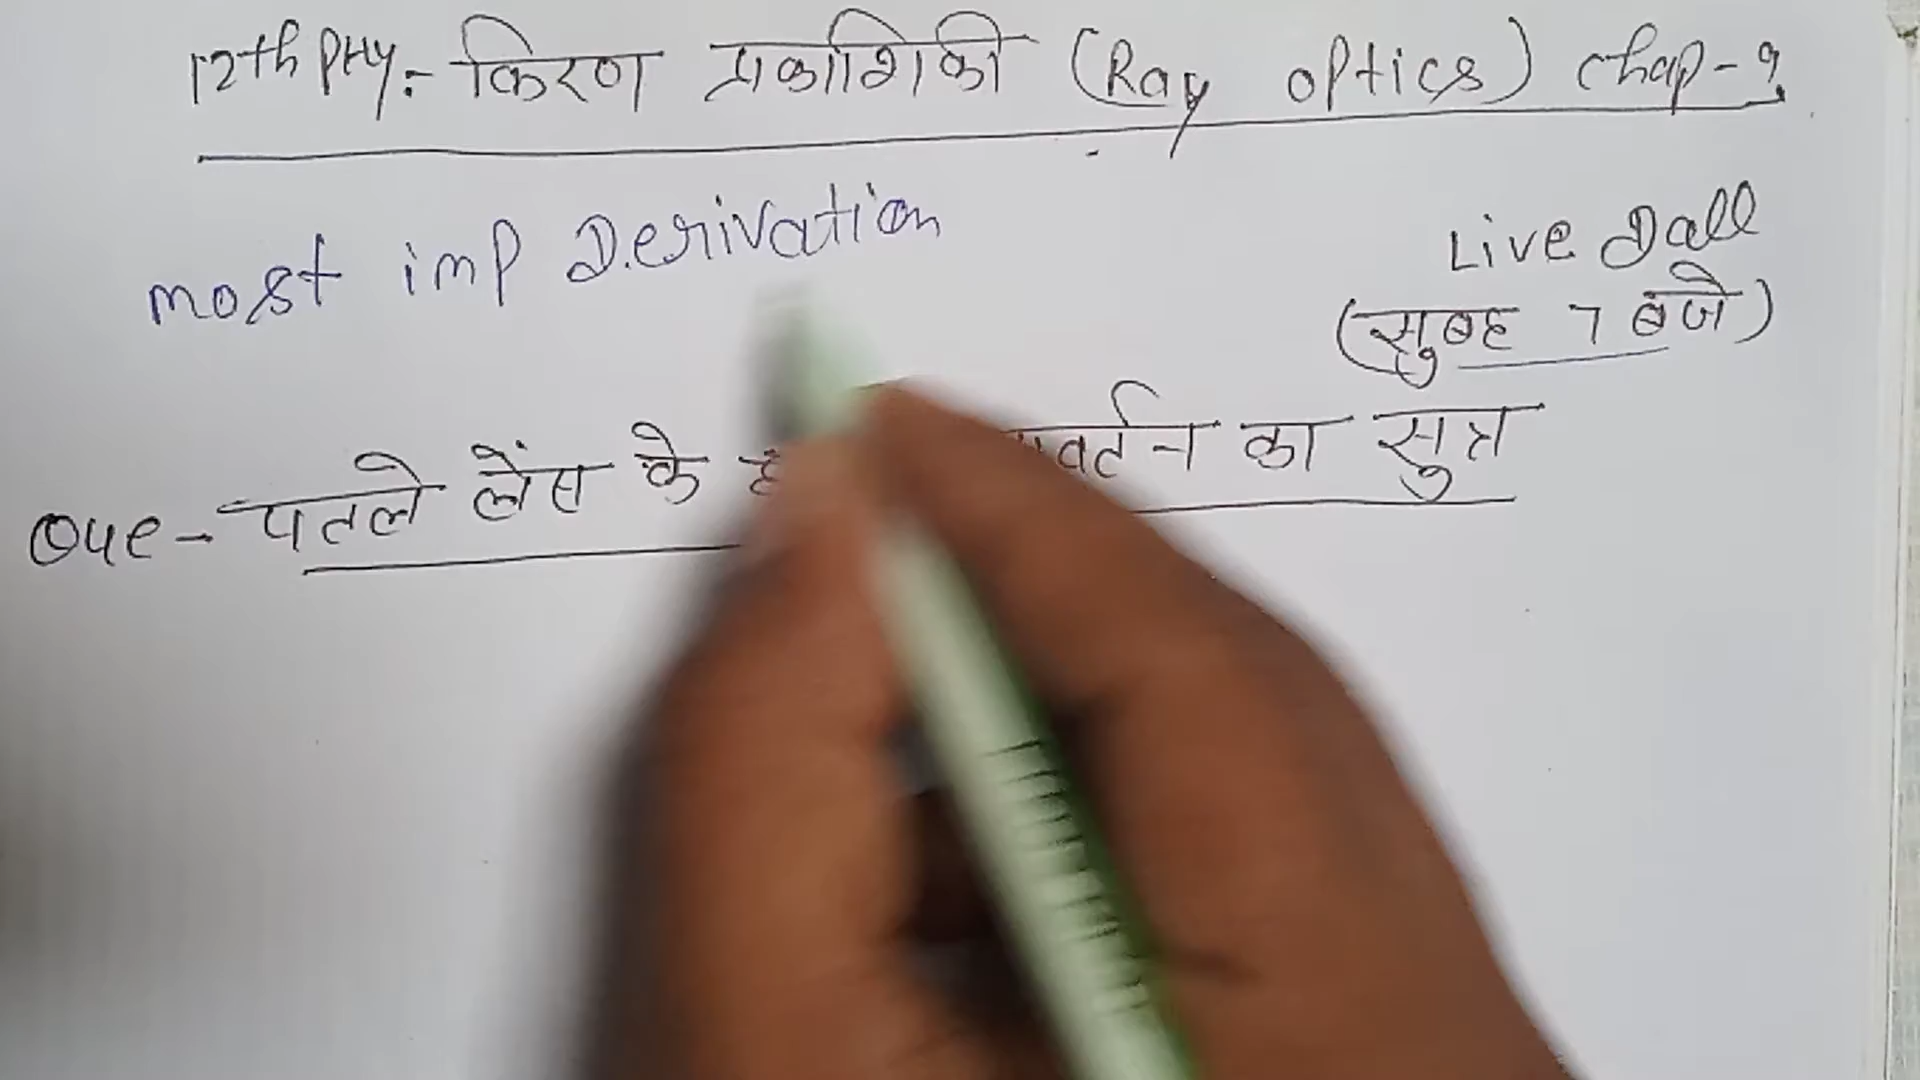 12th PHY:- किरण प्रकाशिकी (Ray optics) Chap-9
most imp Derivation
Live Dall
(सुबह 7 बजे)
Que- पतले लेंस के का सुत्र